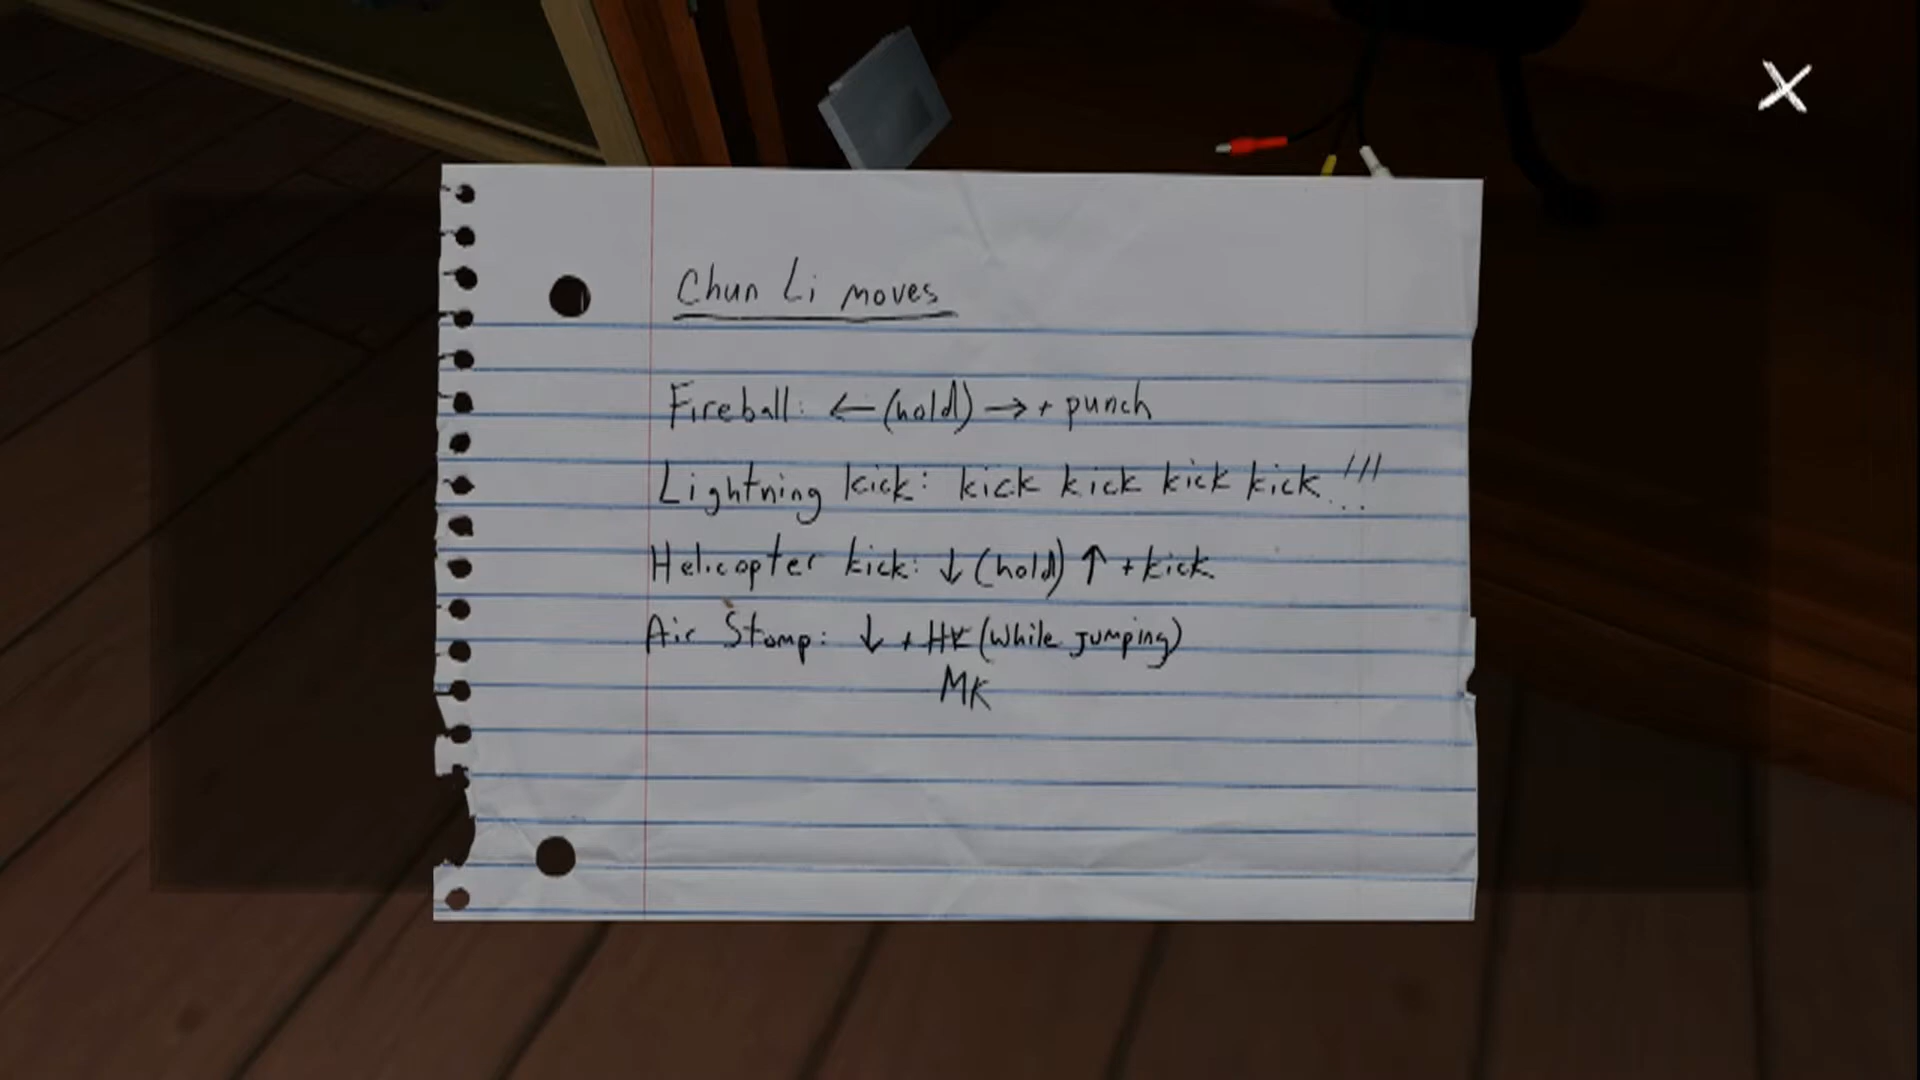 Chun Li moves
Fireball: ← (hold) → + punch
Lightning kick: kick kick kick kick!!!
Helicopter kick: ↓ (hold) ↑ + kick
Air Stomp: ↓ + HK (while jumping)
MK